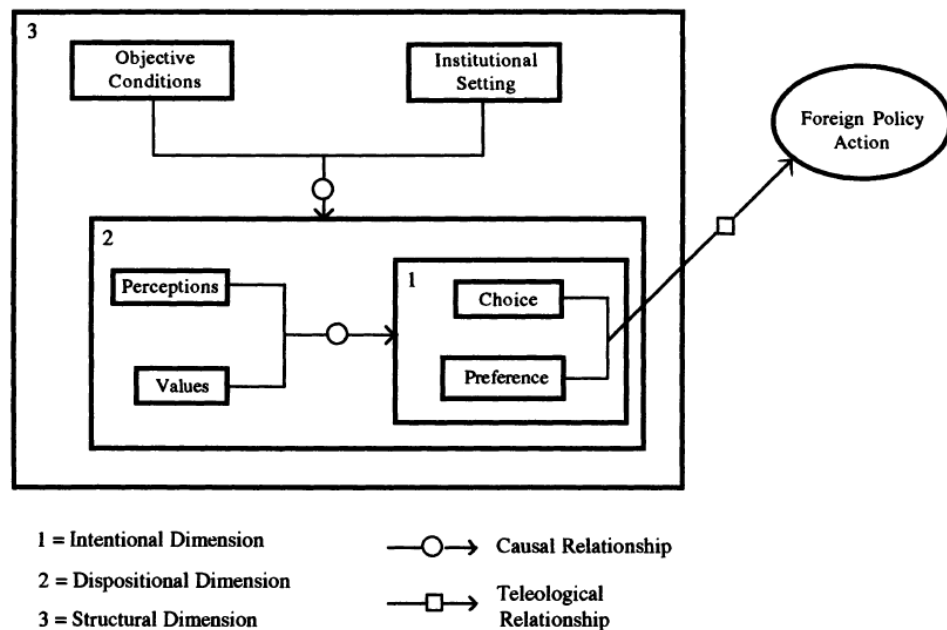 3
Objective
Conditions
Institutional
Setting
Foreign Policy
Action
2
Perceptions
Values
1
Choice
Preference
1 = Intentional Dimension
2 = Dispositional Dimension
3 = Structural Dimension
Causal Relationship
Teleological
Relationship